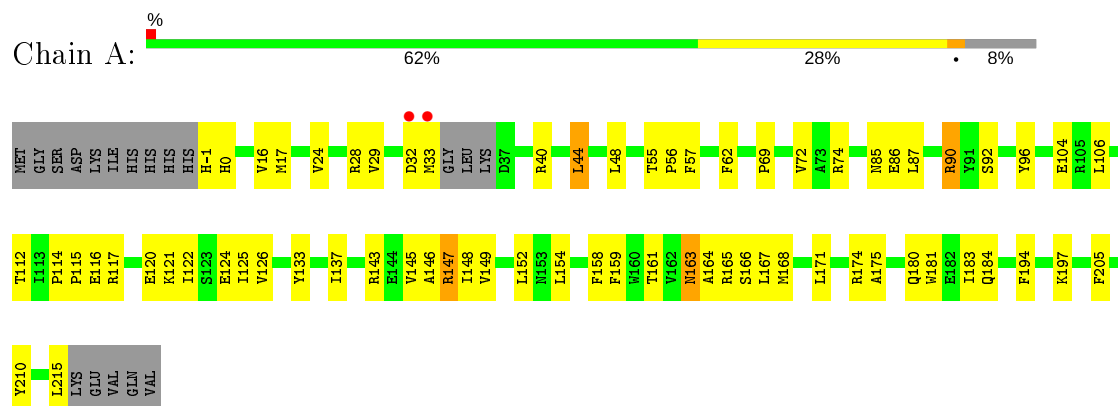 %
Chain A:
62% 28% • 8%
MET GLY SER ASP LYS ILE HIS HIS HIS HIS H-1 H0 V16 M17 V24 R28 V29 D32 M33 GLY LEU LYS D37 R40 L44 L48 T55 P56 F57 F62 P69 V72 A73 R74 N85 E86 L87 R90 Y91 S92 Y96 E104 R105 L106
T112 I113 P114 P115 E116 R117 E120 K121 I122 S123 E124 I125 V126 Y133 I137 R143 E144 V145 A146 R147 I148 V149 L152 N153 L154 F158 F159 W160 T161 V162 N163 A164 R165 S166 L167 M168 L171 R174 A175 Q180 W181 E182 I183 Q184 F194 K197 F205
Y210 L215 LYS GLU VAL GLN VAL